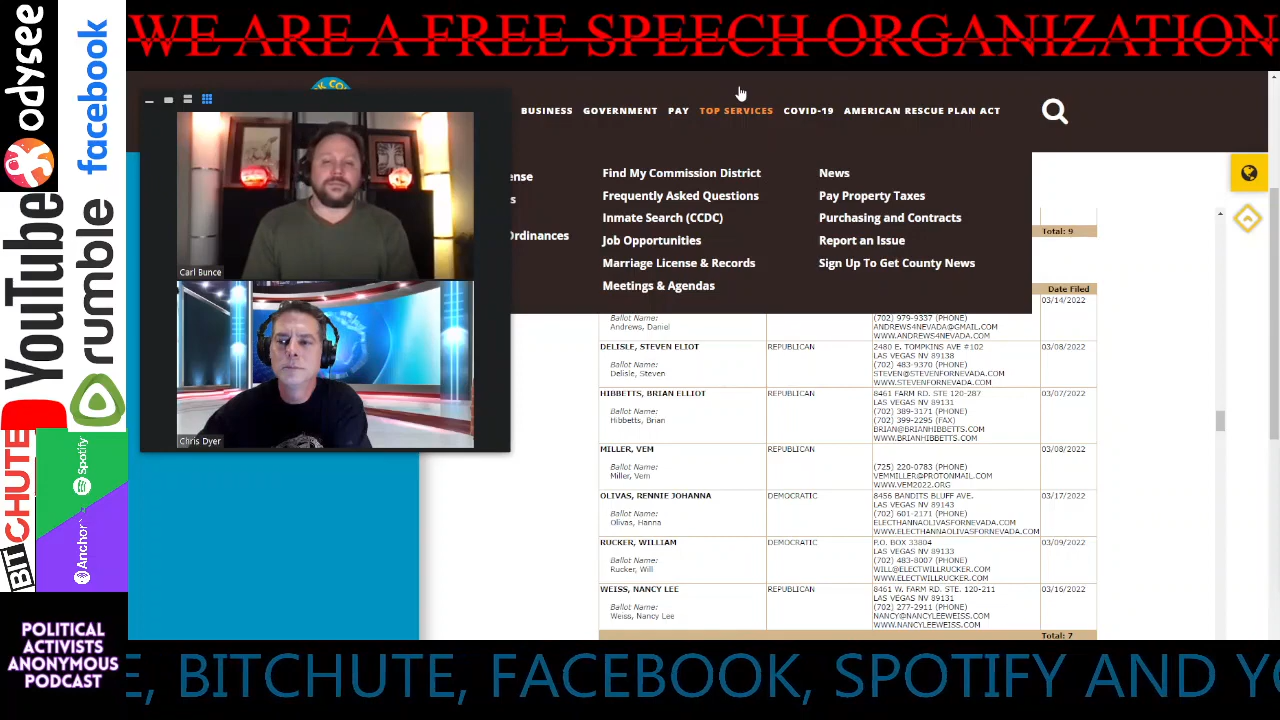 WE ARE A FREE SPEECH ORGANIZATION
odysee
facebook
YouTube
rumble
BITCHUTE
Spotify
Anchor
POLITICAL
ACTIVISTS
ANONYMOUS
PODCAST
BUSINESS GOVERNMENT PAY TOP SERVICES COVID-19 AMERICAN RESCUE PLAN ACT
ense
s
Ordinances
Find My Commission District
Frequently Asked Questions
Inmate Search (CCDC)
Job Opportunities
Marriage License & Records
Meetings & Agendas
News
Pay Property Taxes
Purchasing and Contracts
Report an Issue
Sign Up To Get County News
Carl Bunce
Chris Dyer
Total: 9
Date Filed
03/14/2022
Ballot Name: (702) 979-9337 (PHONE)
Andrews, Daniel ANDREWS4NEVADA@GMAIL.COM
WWW.ANDREWS4NEVADA.COM
DELISLE, STEVEN ELIOT REPUBLICAN 2480 E. TOMPKINS AVE #102 03/08/2022
LAS VEGAS NV 89138
Ballot Name: (702) 483-9370 (PHONE)
Delisle, Steven STEVEN@STEVENFORNEVADA.COM
WWW.STEVENFORNEVADA.COM
HIBBETTS, BRIAN ELLIOT REPUBLICAN 8461 FARM RD. STE 120-287 03/07/2022
LAS VEGAS NV 89131
Ballot Name: (702) 389-3171 (PHONE)
Hibbetts, Brian (702) 399-2295 (FAX)
BRIAN@BRIANHIBBETTS.COM
WWW.BRIANHIBBETTS.COM
MILLER, VEM REPUBLICAN 03/08/2022
Ballot Name: (725) 220-0783 (PHONE)
Miller, Vem VEMMILLER@PROTONMAIL.COM
WWW.VEM2022.ORG
OLIVAS, RENNIE JOHANNA DEMOCRATIC 8456 BANDITS BLUFF AVE. 03/17/2022
LAS VEGAS NV 89143
Ballot Name: (702) 601-2171 (PHONE)
Olivas, Hanna ELECTHANNAOLIVASFORNEVADA.COM
WWW.ELECTHANNAOLIVASFORNEVADA.COM
RUCKER, WILLIAM DEMOCRATIC P.O. BOX 33804 03/09/2022
LAS VEGAS NV 89133
Ballot Name: (702) 483-8007 (PHONE)
Rucker, Will WILL@ELECTWILLRUCKER.COM
WWW.ELECTWILLRUCKER.COM
WEISS, NANCY LEE REPUBLICAN 8461 W. FARM RD. STE. 120-211 03/16/2022
LAS VEGAS NV 89131
Ballot Name: (702) 277-2911 (PHONE)
Weiss, Nancy Lee NANCY@NANCYLEEWEISS.COM
WWW.NANCYLEEWEISS.COM
Total: 7
E, BITCHUTE, FACEBOOK, SPOTIFY AND YO